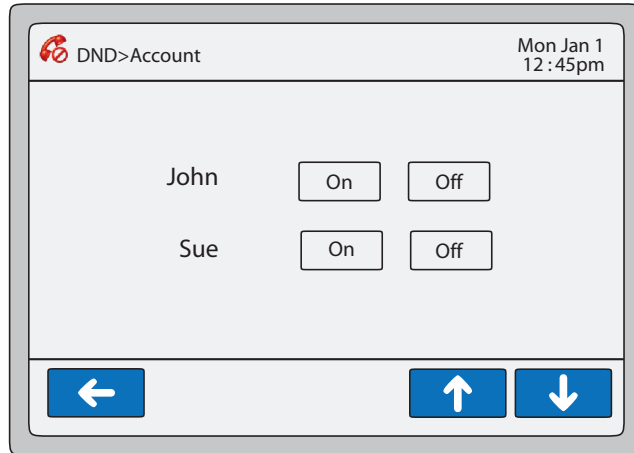 DND>Account
Mon Jan 1
12:45pm
John On Off
Sue On Off